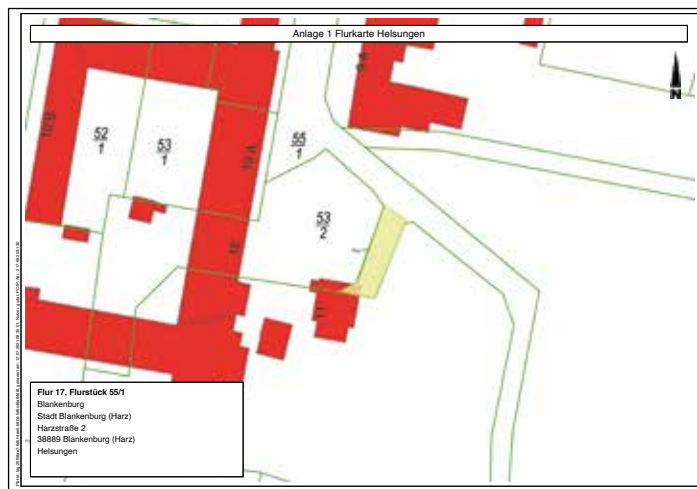 Anlage 1 Flurkarte Helsungen
N
52
1
53
1
55
1
53
2
Flur 17, Flurstück 55/1
Blankenburg
Stadt Blankenburg (Harz)
Harzstraße 2
38889 Blankenburg (Harz)
Helsungen